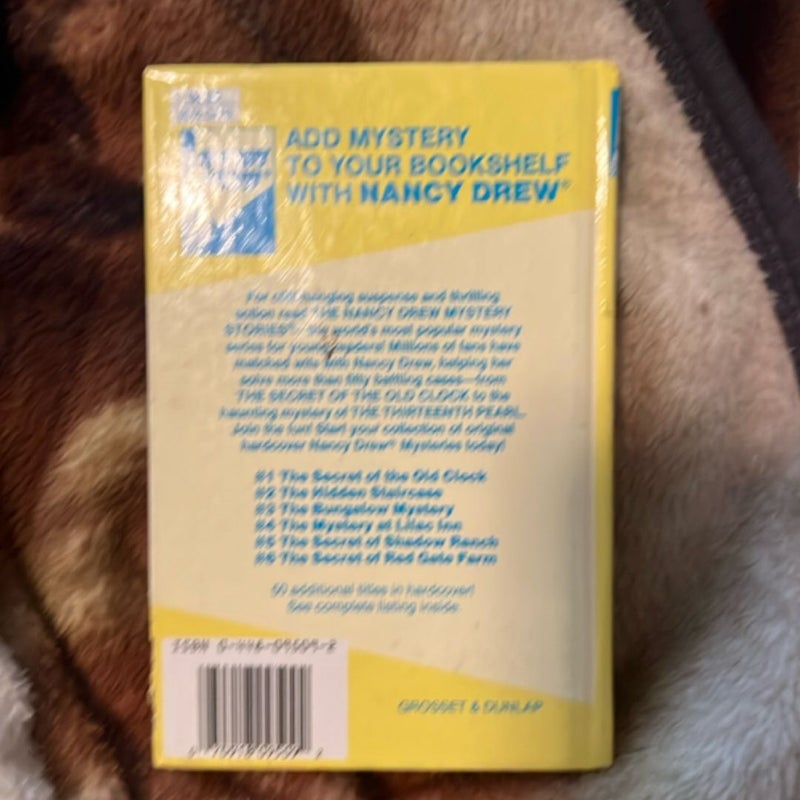 ADD MYSTERY
TO YOUR BOOKSHELF
WITH NANCY DREW®
For cliff-hanging suspense and thrilling
action read THE NANCY DREW MYSTERY
STORIES®, the world's most popular mystery
series for young readers! Millions of fans have
matched wits with Nancy Drew, helping her
solve more than fifty baffling cases—from
THE SECRET OF THE OLD CLOCK to the
haunting mystery of THE THIRTEENTH PEARL.
Join the fun! Start your collection of original
hardcover Nancy Drew® Mysteries today!
#1 The Secret of the Old Clock
#2 The Hidden Staircase
#3 The Bungalow Mystery
#4 The Mystery at Lilac Inn
#5 The Secret of Shadow Ranch
#6 The Secret of Red Gate Farm
50 additional titles in hardcover!
See complete listing inside.
ISBN
GROSSET & DUNLAP